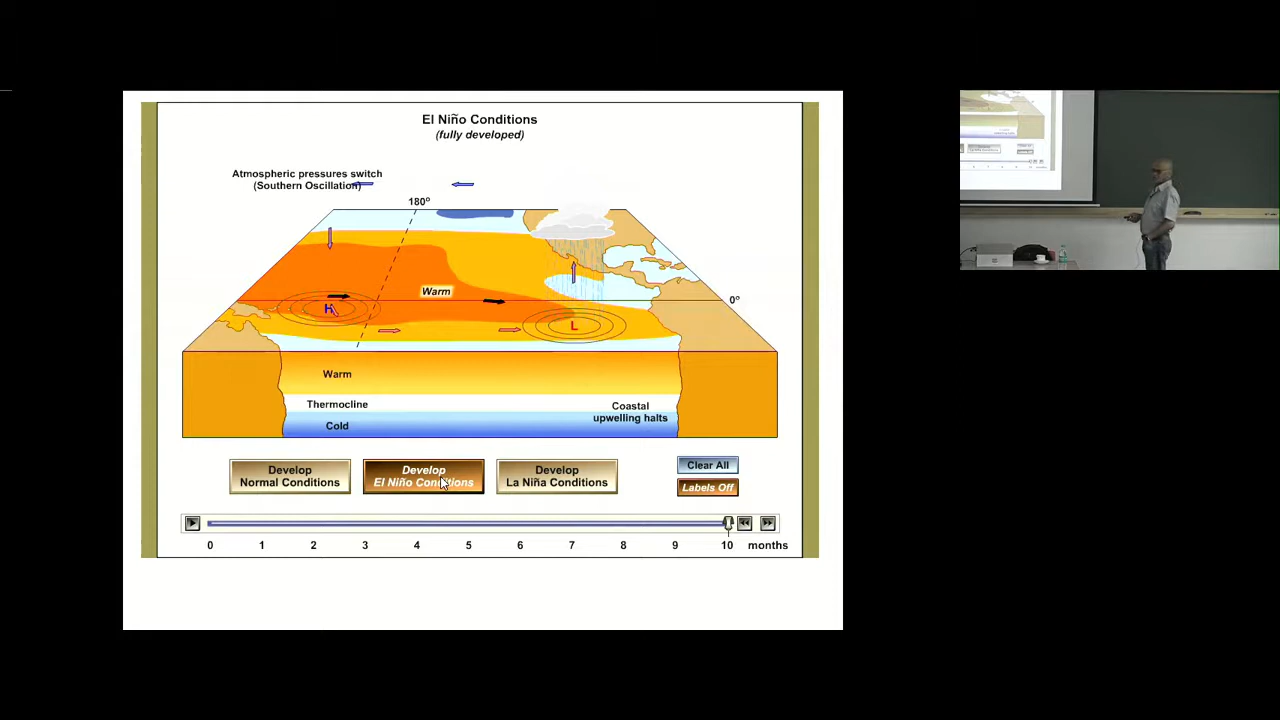 El Niño Conditions
(fully developed)
Atmospheric pressures switch
(Southern Oscillation)
180º
Warm
0º
H
L
Warm
Thermocline
Cold
Coastal
upwelling halts
Develop
Normal Conditions
Develop
El Niño Conditions
Develop
La Niña Conditions
Clear All
Labels Off
0 1 2 3 4 5 6 7 8 9 10 months